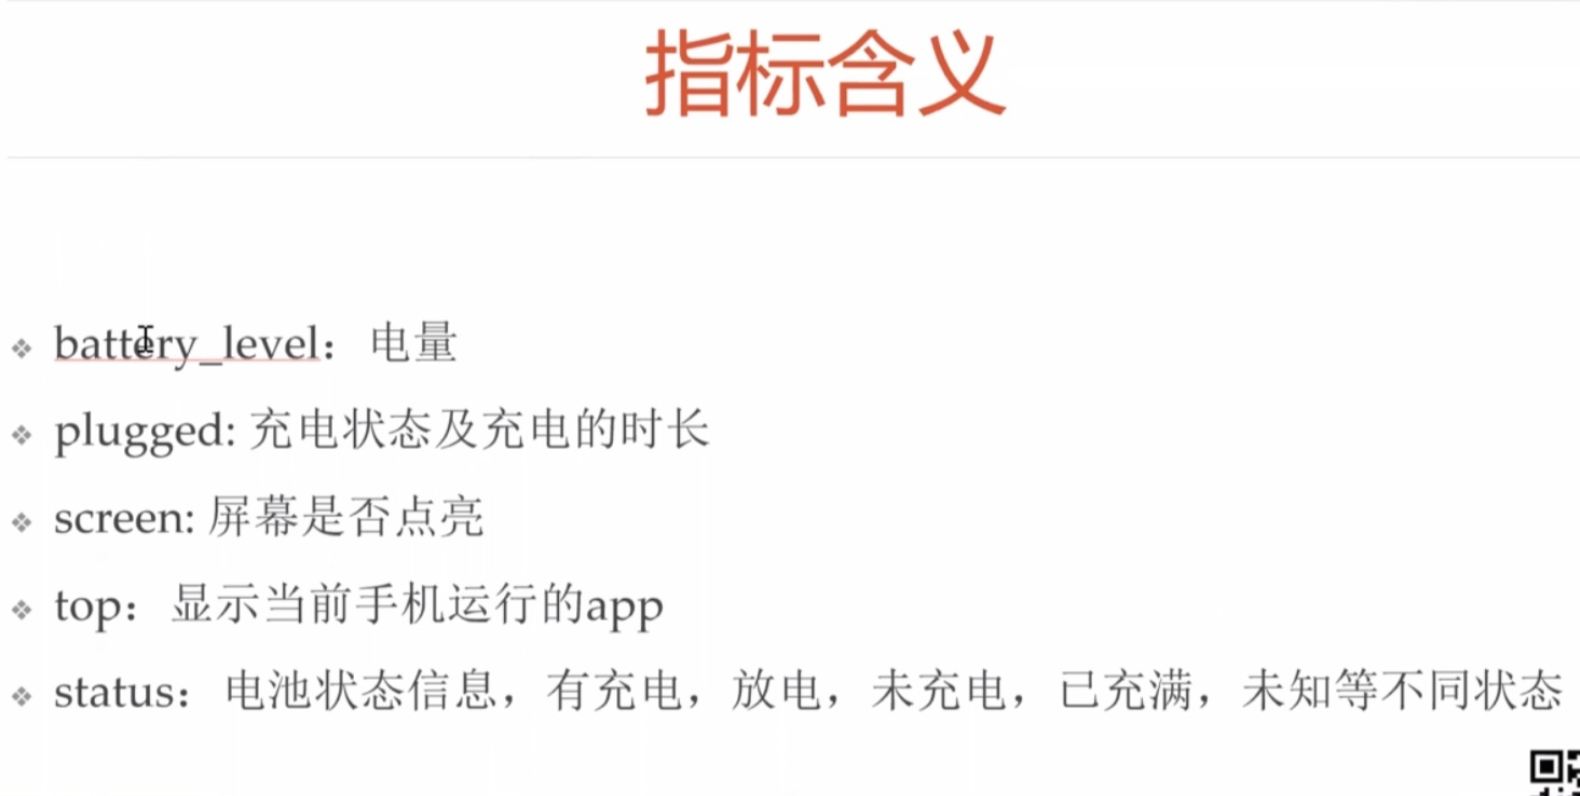 指标含义
battery_level：电量
plugged: 充电状态及充电的时长
screen: 屏幕是否点亮
top：显示当前手机运行的app
status：电池状态信息，有充电，放电，未充电，已充满，未知等不同状态